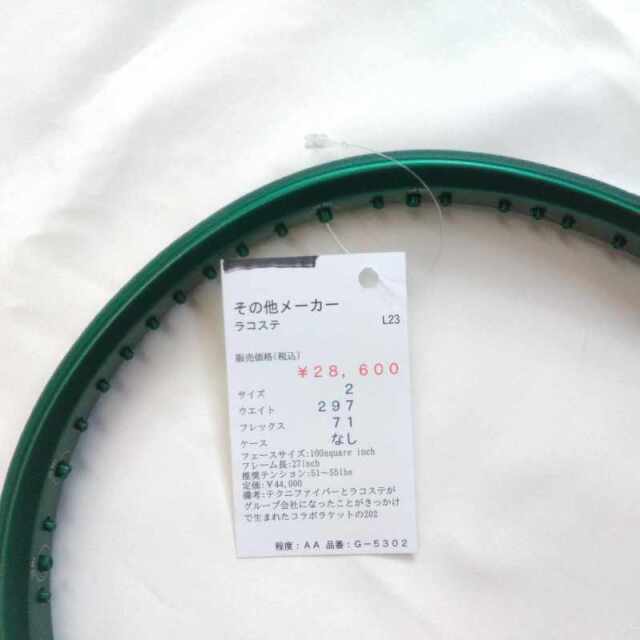 その他メーカー
ラコステ L23
販売価格(税込)
￥28,600
サイズ 2
ウエイト 297
フレックス 71
ケース なし
フェースサイズ:100square inch
フレーム長:27inch
推奨テンション:51〜55lbs
定価:￥44,000
備考:テクニファイバーとラコステが
グループ会社になったことがきっかけ
で生まれたコラボラケットの202
程度:AA 品番:G-5302